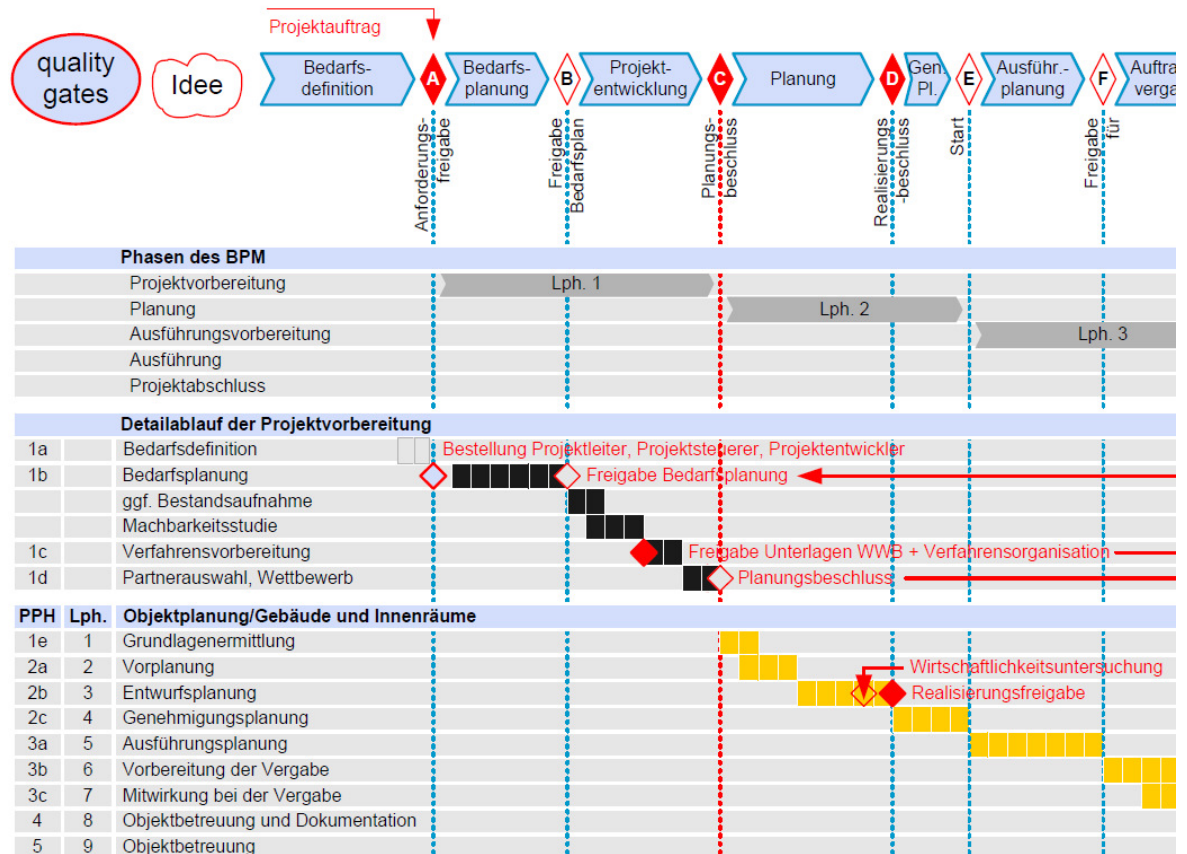 Projektauftrag
quality
gates
Idee
Bedarfs-
definition
A
Bedarfs-
planung
B
Projekt-
entwicklung
C
Planung
D
Gen.
Pl.
E
Ausführ.-
planung
F
Auftra
verga
Anforderungs-
freigabe
Freigabe
Bedarfsplan
Planungs-
beschluss
Realisierungs
-beschluss
Start
Freigabe
für
Phasen des BPM
Projektvorbereitung
Lph. 1
Planung
Lph. 2
Ausführungsvorbereitung
Lph. 3
Ausführung
Projektabschluss
Detailablauf der Projektvorbereitung
1a Bedarfsdefinition Bestellung Projektleiter, Projektsteuerer, Projektentwickler
1b Bedarfsplanung Freigabe Bedarfsplanung
ggf. Bestandsaufnahme
Machbarkeitsstudie
1c Verfahrensvorbereitung Freigabe Unterlagen WWB + Verfahrensorganisation
1d Partnerauswahl, Wettbewerb Planungsbeschluss
PPH Lph. Objektplanung/Gebäude und Innenräume
1e 1 Grundlagenermittlung
2a 2 Vorplanung Wirtschaftlichkeitsuntersuchung
2b 3 Entwurfsplanung Realisierungsfreigabe
2c 4 Genehmigungsplanung
3a 5 Ausführungsplanung
3b 6 Vorbereitung der Vergabe
3c 7 Mitwirkung bei der Vergabe
4 8 Objektbetreuung und Dokumentation
5 9 Objektbetreuung